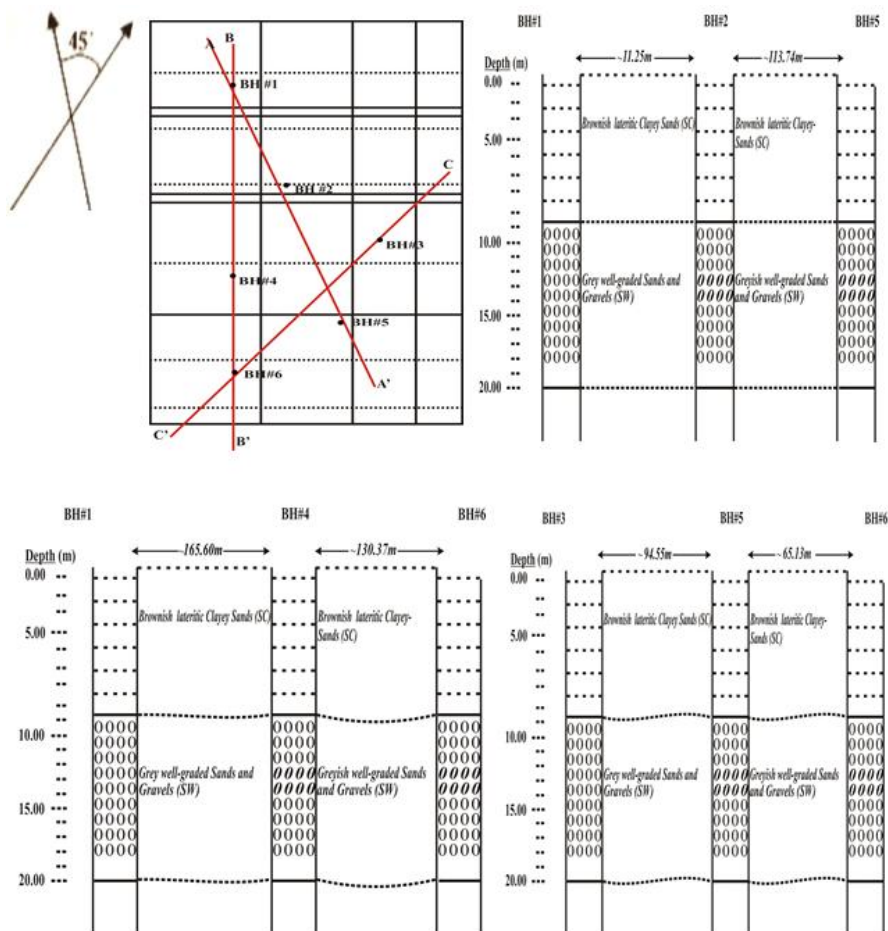 45'
A
B
BH #1
BH #2
C
BH#3
BH#4
BH#5
BH#6
A'
C'
B'
BH#1
BH#2
BH#5
~11.25m
~113.74m
Depth (m)
0.00
5.00
10.00
15.00
20.00
Brownish lateritic Clayey Sands (SC)
Brownish lateritic Clayey-
Sands (SC)
Grey well-graded Sands and
Gravels (SW)
Greyish well-graded Sands
and Gravels (SW)
BH#1
BH#4
BH#6
~165.60m
~130.37m
Depth (m)
0.00
5.00
10.00
15.00
20.00
Brownish lateritic Clayey Sands (SC)
Brownish lateritic Clayey-
Sands (SC)
Grey well-graded Sands and
Gravels (SW)
Greyish well-graded Sands
and Gravels (SW)
BH#3
BH#5
BH#6
~94.55m
~65.13m
Depth (m)
0.00
5.00
10.00
15.00
20.00
Brownish lateritic Clayey Sands (SC)
Brownish lateritic Clayey-
Sands (SC)
Grey well-graded Sands and
Gravels (SW)
Greyish well-graded Sands
and Gravels (SW)